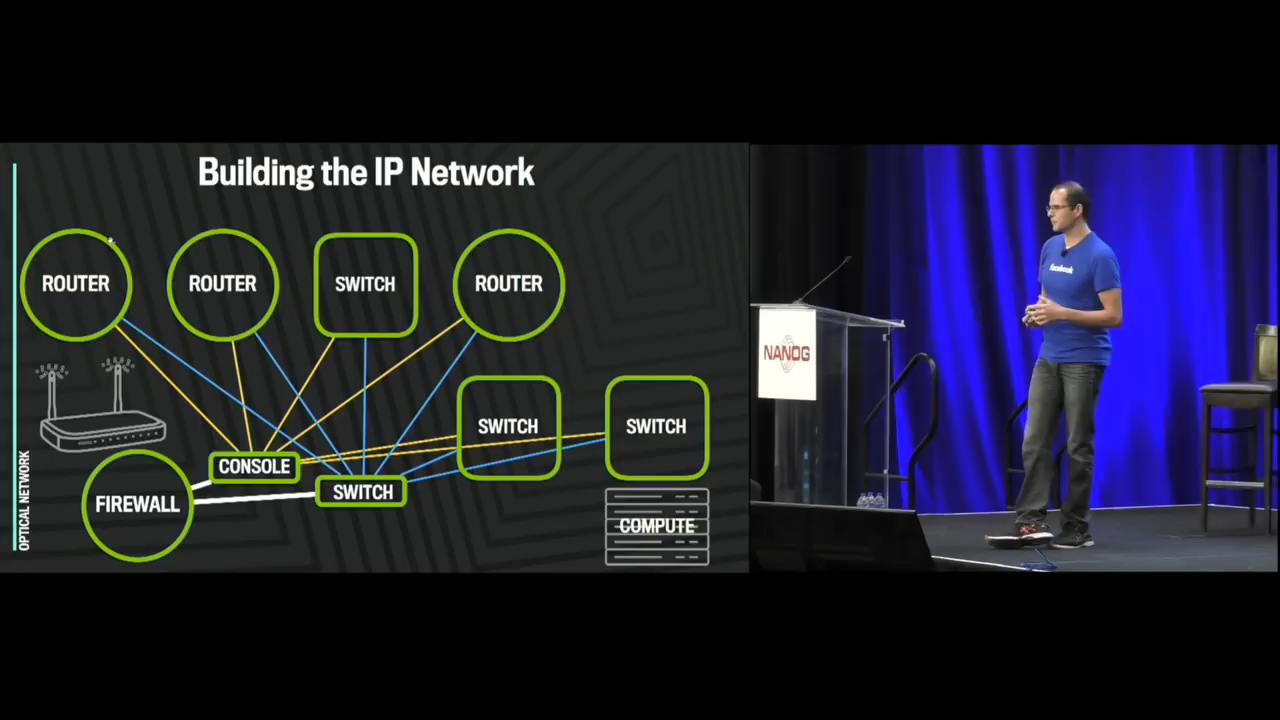 Building the IP Network
ROUTER
ROUTER
SWITCH
ROUTER
SWITCH
SWITCH
CONSOLE
SWITCH
FIREWALL
COMPUTE
OPTICAL NETWORK
NANOG
facebook